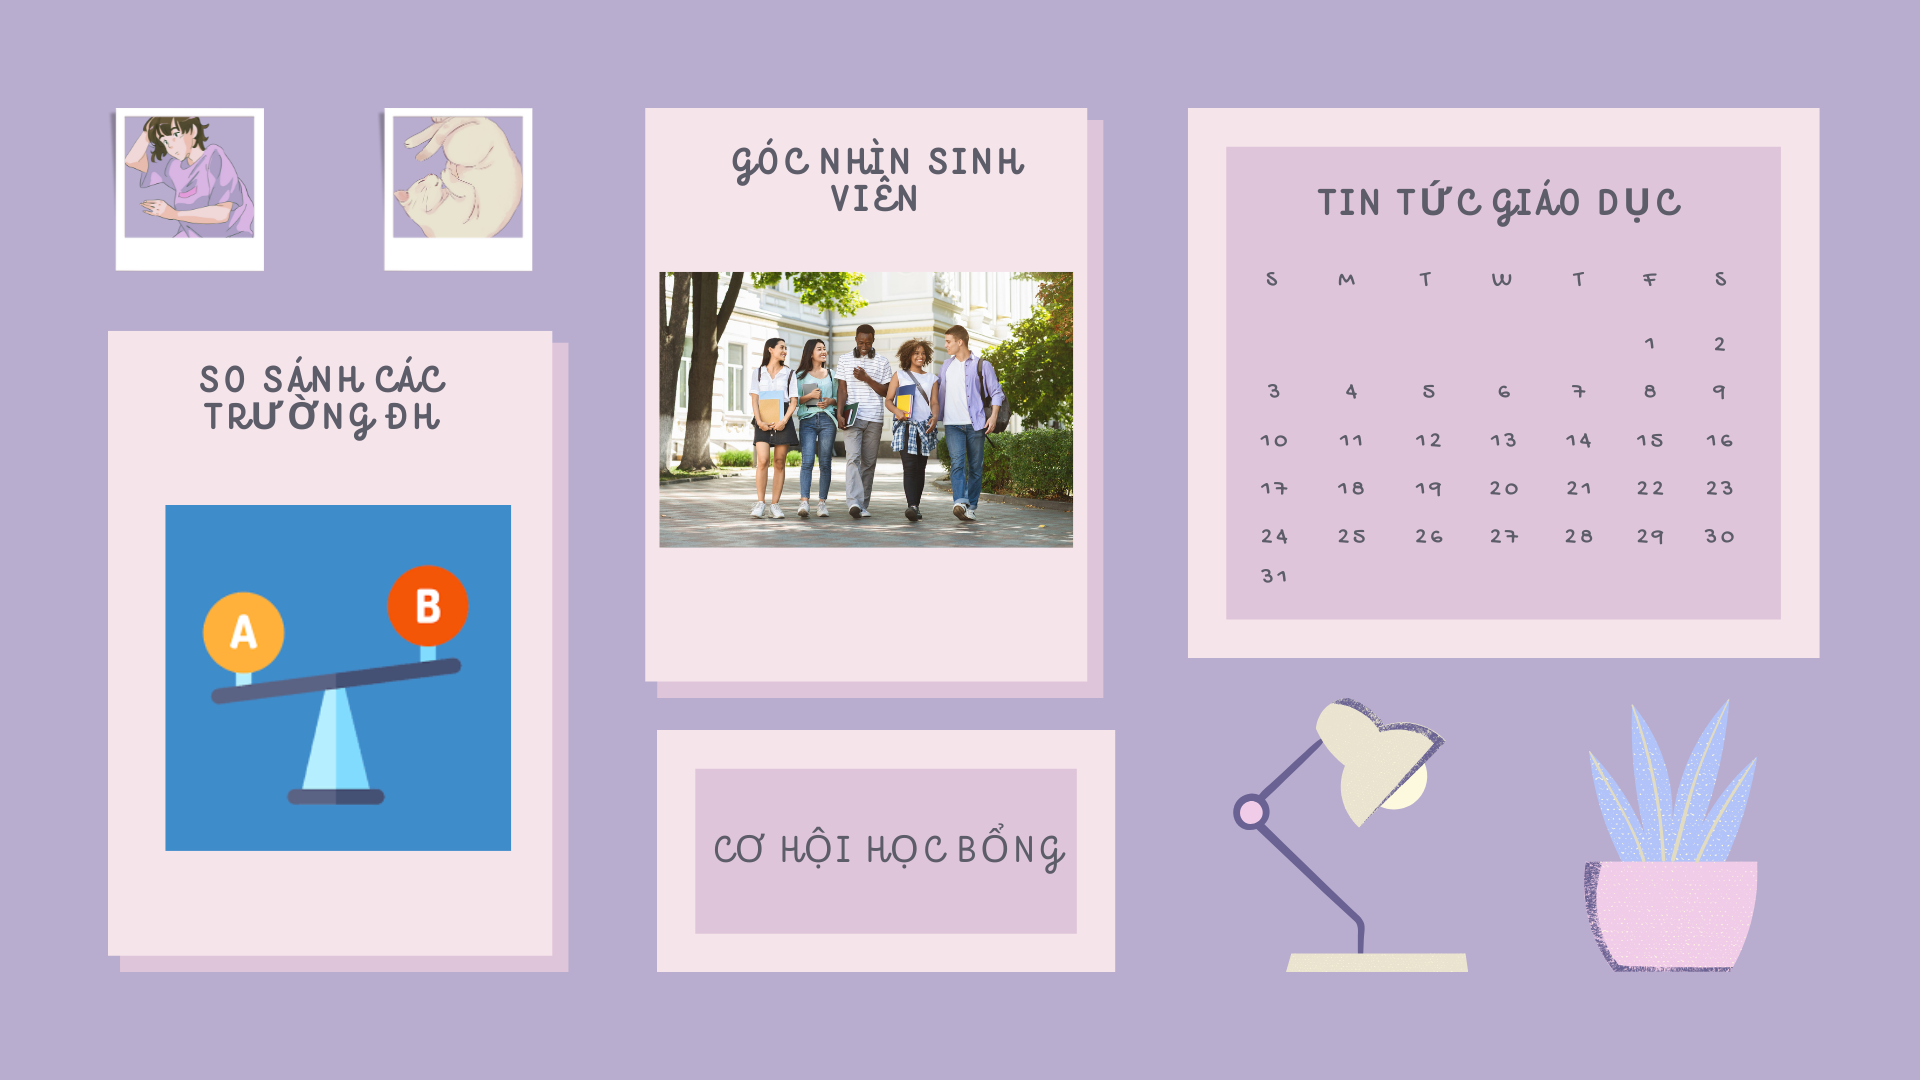 GÓC NHÌN SINH
VIÊN
TIN TỨC GIÁO DỤC
S M T W T F S
1 2
3 4 5 6 7 8 9
10 11 12 13 14 15 16
17 18 19 20 21 22 23
24 25 26 27 28 29 30
31
SO SÁNH CÁC
TRƯỜNG ĐH
A
B
CƠ HỘI HỌC BỔNG